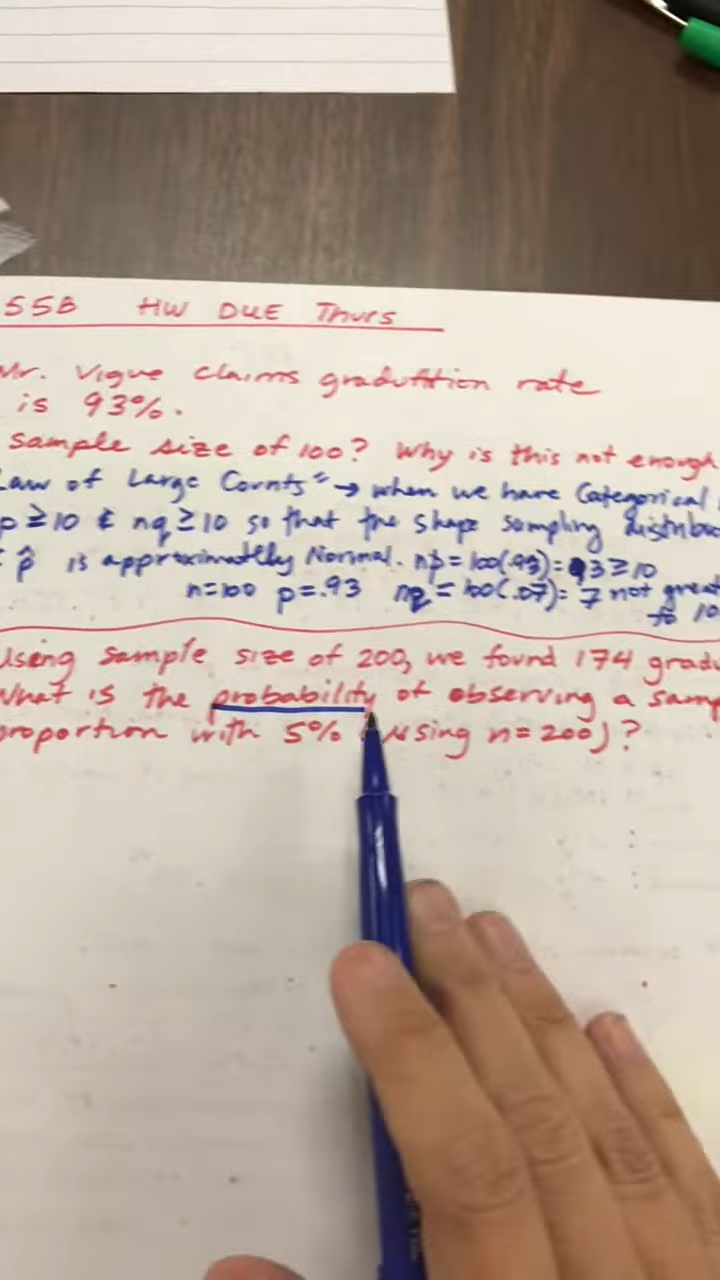 55B HW DUE Thurs
Mr. Vigue claims graduation rate
is 93%.
sample size of 100? Why is this not enough
Law of Large Counts" → when we have Categorical
p ≥ 10 & nq ≥ 10 so that the shape sampling distribu
p̂ is approximately Normal. np = 100(.93) = 93 ≥ 10
n=100 p=.93 nq = 100(.07) = 7 not great
to 10
Using sample size of 200, we found 174 gradu
What is the probability of observing a samp
proportion with 5% (using n=200)?